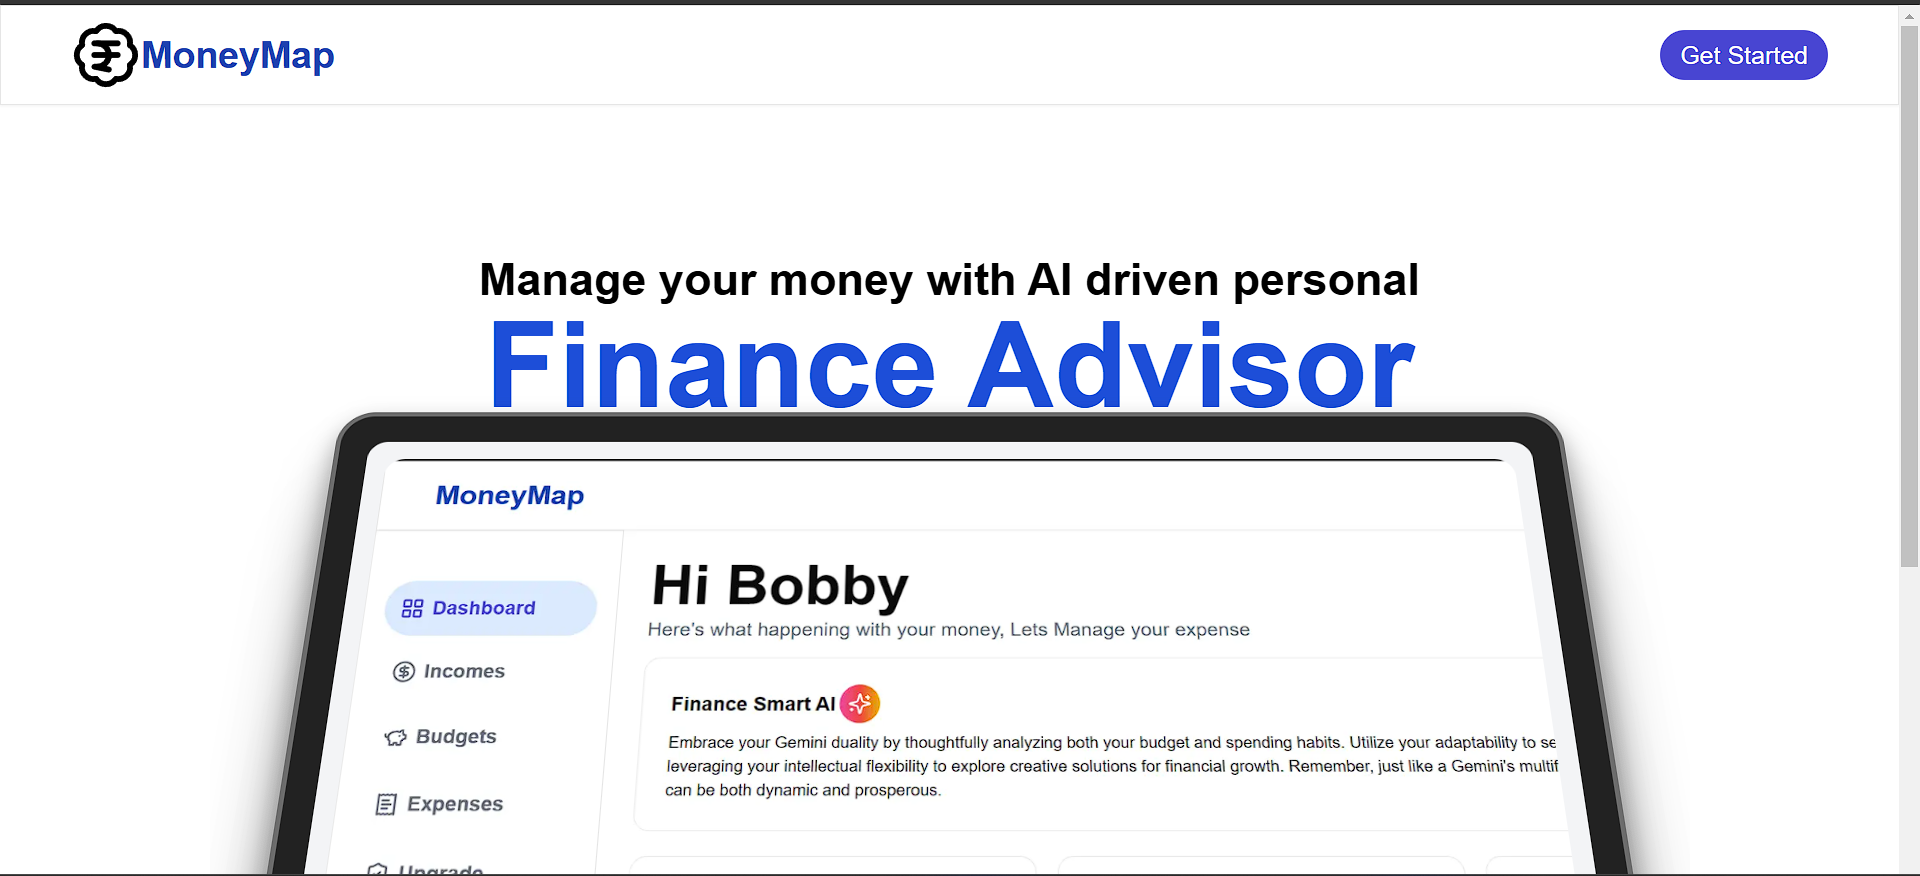 MoneyMap
Get Started
Manage your money with AI driven personal
Finance Advisor
MoneyMap
Dashboard
Incomes
Budgets
Expenses
Upgrade
Hi Bobby
Here's what happening with your money, Lets Manage your expense
Finance Smart AI
Embrace your Gemini duality by thoughtfully analyzing both your budget and spending habits. Utilize your adaptability to se
leveraging your intellectual flexibility to explore creative solutions for financial growth. Remember, just like a Gemini's multif
can be both dynamic and prosperous.